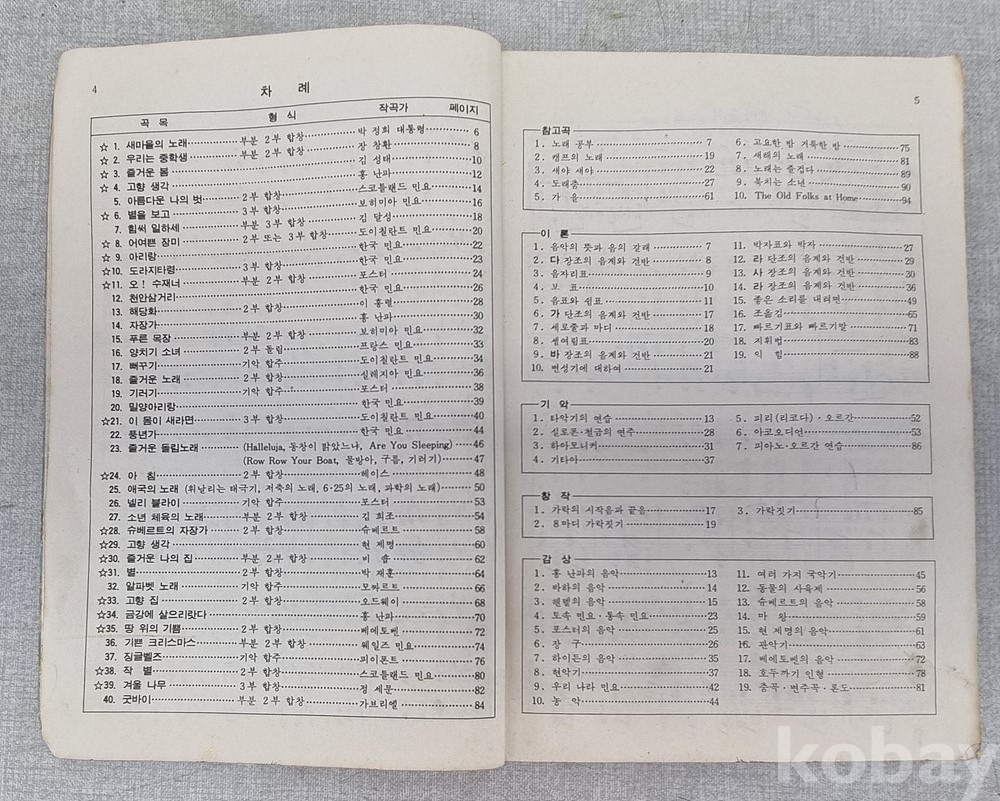 4
차 례
곡 목 형 식 작곡가 페이지
☆ 1. 새마을의 노래 부분 2부 합창 박 정희 대통령 6
☆ 2. 우리는 중학생 부분 2부 합창 장 창환 8
☆ 3. 즐거운 봄 김 성태 10
☆ 4. 고향 생각 홍 난파 12
5. 아름다운 나의 벗 2부 합창 스코틀랜드 민요 14
☆ 6. 별을 보고 3부 합창 보헤미아 민요 16
7. 힘써 일하세 부분 3부 합창 김 달성 18
☆ 8. 어여쁜 장미 2부 또는 3부 합창 도이칠란트 민요 20
☆ 9. 아리랑 한국 민요 22
☆10. 도라지타령 3부 합창 한국 민요 23
☆11. 오! 수재너 부분 2부 합창 포스터 24
12. 천안삼거리 한국 민요 26
13. 해당화 2부 합창 이 흥렬 28
14. 자장가 홍 난파 30
15. 푸른 목장 부분 2부 합창 보헤미아 민요 32
16. 양치기 소녀 2부 돌림 프랑스 민요 33
17. 뻐꾸기 기악 합주 도이칠란트 민요 34
18. 즐거운 노래 2부 합창 실레지아 민요 36
19. 기러기 기악 합주 포스터 38
20. 밀양아리랑 한국 민요 39
☆21. 이 몸이 새라면 3부 합창 도이칠란트 민요 40
22. 풍년가 한국 민요 44
23. 즐거운 돌림노래 (Halleluja, 동창이 밝았느냐, Are You Sleeping) 46
(Row Row Your Boat, 물방아, 구름, 기러기) 47
☆24. 아 침 2부 합창 헤이스 48
25. 애국의 노래 (휘날리는 태극기, 저축의 노래, 6·25의 노래, 과학의 노래) 50
26. 넬리 블라이 기악 합주 포스터 53
27. 소년 체육의 노래 부분 2부 합창 김 희조 54
☆28. 슈베르트의 자장가 2부 합창 슈베르트 58
☆29. 고향 생각 현 제명 60
☆30. 즐거운 나의 집 부분 2부 합창 비 숍 62
☆31. 별 2부 합창 박 재훈 64
32. 알파벳 노래 기악 합주 모짜르트 66
☆33. 고향 집 2부 합창 오드웨이 68
☆34. 금강에 살으리랏다 홍 난파 70
☆35. 땅 위의 기쁨 2부 합창 베에토벤 72
36. 기쁜 크리스마스 부분 2부 합창 웨일즈 민요 74
37. 징글벨즈 기악 합주 피어폰트 76
☆38. 작 별 2부 합창 스코틀랜드 민요 80
☆39. 겨울 나무 3부 합창 정 세문 82
40. 굿바이 부분 2부 합창 가브리엘 84
5
참고곡
1. 노래 공부 7
2. 캠프의 노래 19
3. 새야 새야 22
4. 도래춤 27
5. 가 을 61
6. 고요한 밤 거룩한 밤 75
7. 새해의 노래 81
8. 노래는 즐겁다 89
9. 북치는 소년 90
10. The Old Folks at Home 94
이 론
1. 음악의 뜻과 음의 갈래 7
2. 다 장조의 음계와 건반 8
3. 음자리표 9
4. 보 표 10
5. 음표와 쉼표 11
6. 가 단조의 음계와 건반 17
7. 세로줄과 마디 18
8. 셈여림표 20
9. 바 장조의 음계와 건반 21
10. 변성기에 대하여 21
11. 박자표와 박자 27
12. 라 단조의 음계와 건반 29
13. 사 장조의 음계와 건반 30
14. 라 장조의 음계와 건반 36
15. 좋은 소리를 내려면 49
16. 조옮김 65
17. 빠르기표와 빠르기말 71
18. 지휘법 83
19. 익 힘 88
기 악
1. 타악기의 연습 13
2. 실로폰·철금의 연주 28
3. 하아모니커 31
4. 기타아 37
5. 피리(리코더)·오르간 52
6. 아코오디언 53
7. 피아노·오르간 연습 86
창 작
1. 가락의 시작음과 끝음 17
2. 8마디 가락짓기 19
3. 가락짓기 85
감 상
1. 홍 난파의 음악 13
2. 바하의 음악 14
3. 헨델의 음악 15
4. 토속 민요·통속 민요 23
5. 포스터의 음악 25
6. 장 구 26
7. 하이든의 음악 35
8. 현악기 37
9. 우리 나라 민요 42
10. 농 악 44
11. 여러 가지 국악기 45
12. 동물의 사육제 56
13. 슈베르트의 음악 58
14. 마 왕 59
15. 현 제명의 음악 61
16. 관악기 63
17. 베에토벤의 음악 72
18. 호두까기 인형 78
19. 춤곡·변주곡·론도 81
kobay